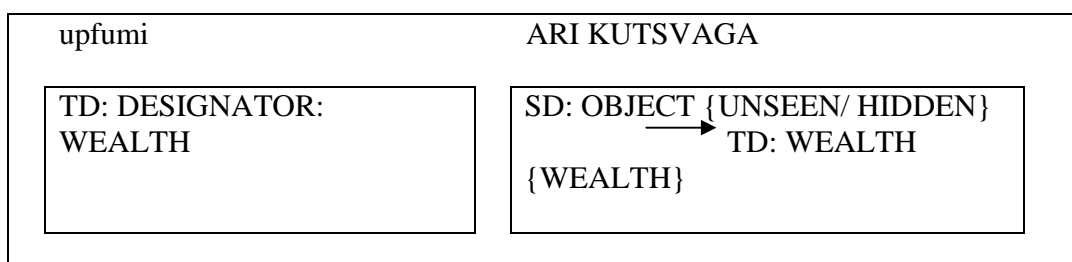 upfumi ARI KUTSVAGA
TD: DESIGNATOR:
WEALTH
SD: OBJECT {UNSEEN/ HIDDEN}
TD: WEALTH
{WEALTH}